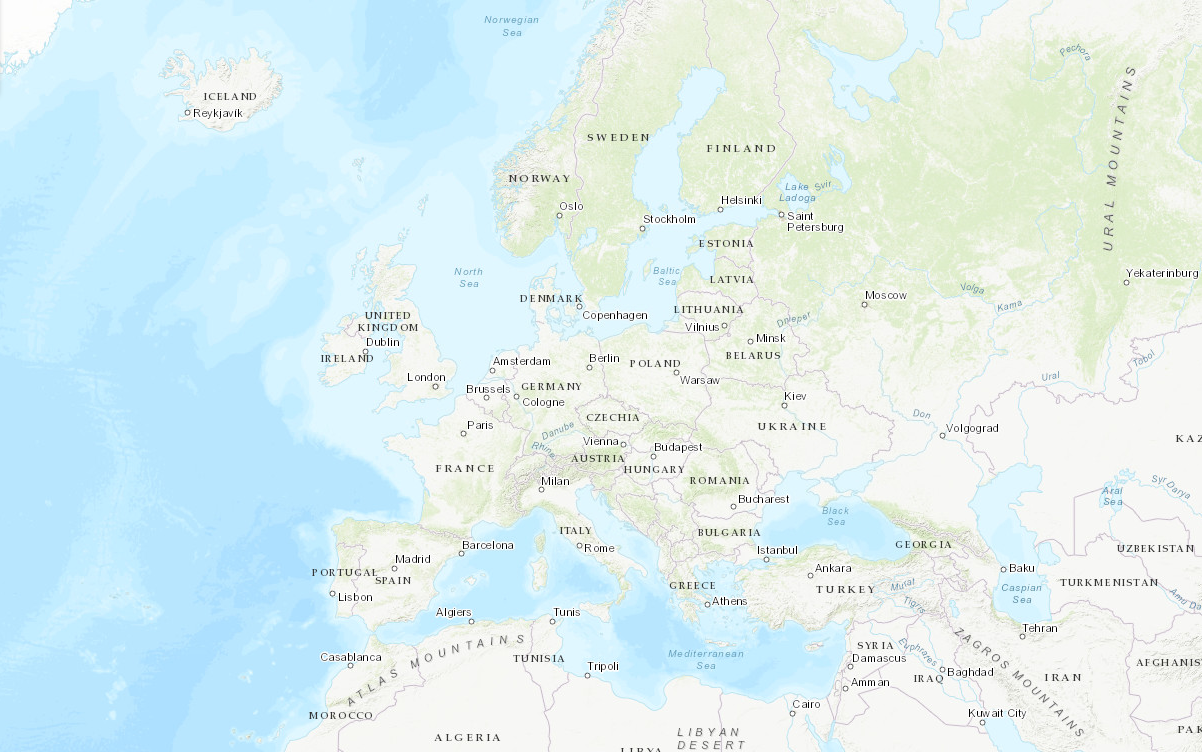 Norwegian
Sea
Pechora
ICELAND
Reykjavík
URAL MOUNTAINS
SWEDEN
FINLAND
NORWAY
Lake
Ladoga
Svir
Oslo
Helsinki
Stockholm
Saint
Petersburg
ESTONIA
North
Sea
Baltic
Sea
LATVIA
Yekaterinburg
Volga
Kama
Moscow
DENMARK
Copenhagen
LITHUANIA
Vilnius
Dnieper
UNITED
KINGDOM
Dublin
IRELAND
Minsk
BELARUS
Amsterdam
Berlin
POLAND
Warsaw
Tobol
Ural
London
Brussels
GERMANY
Cologne
Kiev
CZECHIA
Paris
Danube
Rhine
Vienna
Budapest
UKRAINE
Don
Volgograd
KAZ
FRANCE
AUSTRIA
HUNGARY
ROMANIA
Milan
Bucharest
Aral
Sea
Syr Darya
Black
Sea
ITALY
Rome
BULGARIA
Barcelona
Istanbul
GEORGIA
UZBEKISTAN
Madrid
PORTUGAL
SPAIN
Lisbon
Ankara
TURKEY
Murat
Tigris
Baku
Caspian
Sea
TURKMENISTAN
Amu Da
GREECE
Athens
Algiers
Tunis
Tehran
Casablanca
ATLAS MOUNTAINS
TUNISIA
Tripoli
Mediterranean
Sea
SYRIA
Damascus
Euphrates
ZAGROS MOUNTAINS
AFGHANIS
Amman
IRAQ
Baghdad
IRAN
MOROCCO
Cairo
Kuwait City
ALGERIA
LIBYAN
DESERT
LIBYA
PAK